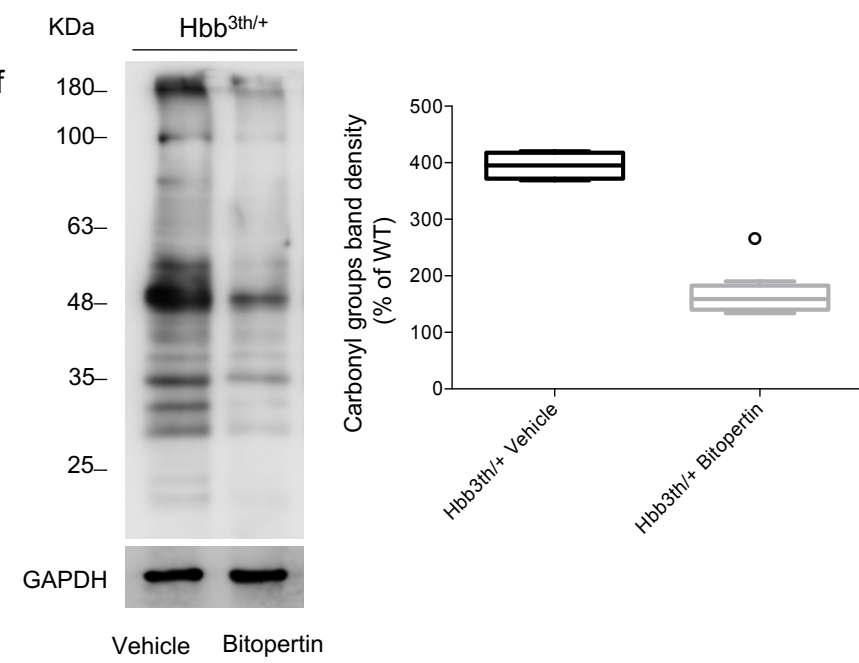 KDa
Hbb3th/+
f
180
100
63
48
35
25
GAPDH
Vehicle
Bitopertin
Carbonyl groups band density
(% of WT)
500
400
300
200
100
0
Hbb3th/+ Vehicle
Hbb3th/+ Bitopertin